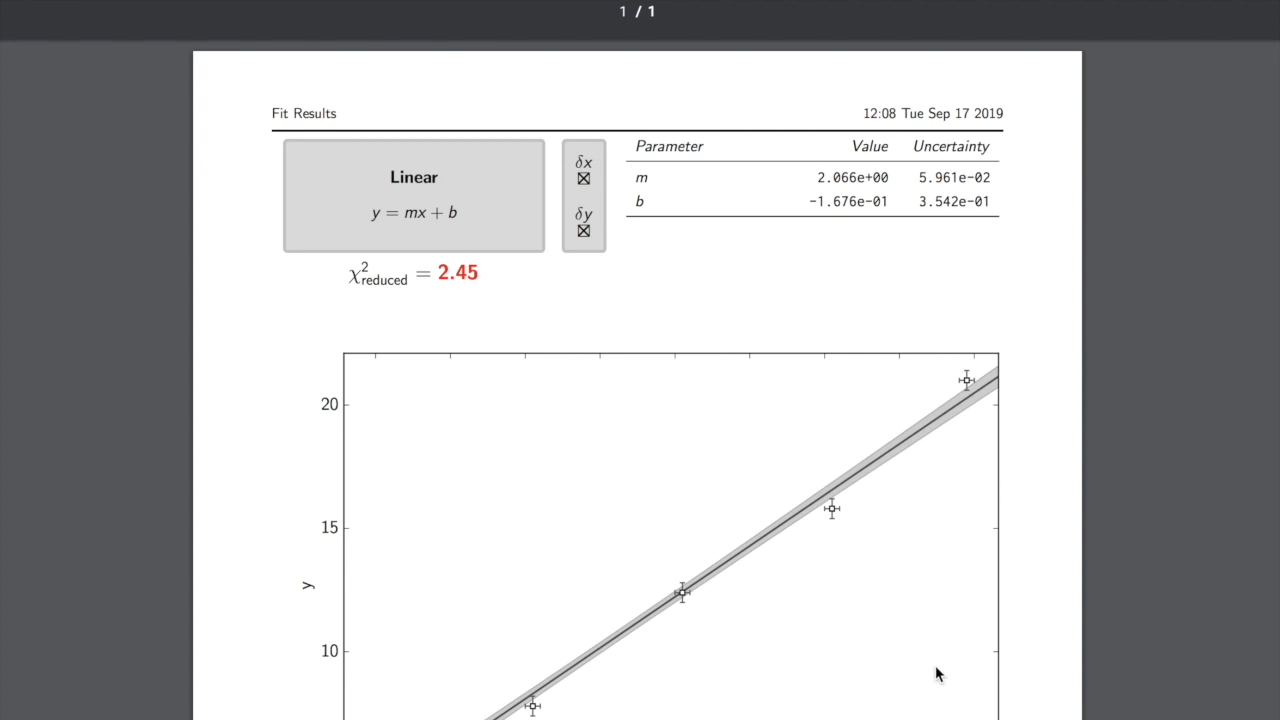 1 / 1
Fit Results 12:08 Tue Sep 17 2019
Parameter Value Uncertainty
Linear
y = mx + b
δx
δy
m 2.066e+00 5.961e-02
b -1.676e-01 3.542e-01
χ²reduced = 2.45
20
15
y
10